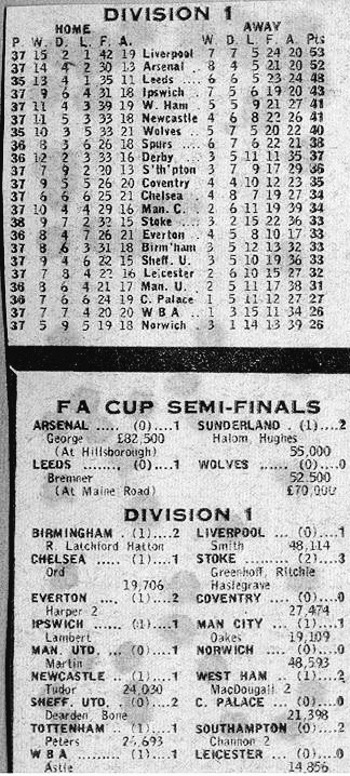 DIVISION 1
HOME AWAY
P W. D. L. F. A. W D. L. F. A. Pts
37 15 2 1 42 19 Liverpool 7 7 5 24 20 53
37 14 4 2 30 13 Arsenal .. 8 4 5 21 20 52
35 13 4 1 35 11 Leeds .... 6 6 5 23 24 48
37 9 6 4 31 18 Ipswich .. 7 5 6 19 20 43
37 11 4 3 39 19 W. Ham . 5 5 9 21 27 41
37 11 5 3 33 18 Newcastle 4 6 8 22 26 41
35 10 3 5 33 21 Wolves .. 5 7 5 20 22 40
36 8 3 6 26 18 Spurs .... 6 7 6 22 21 38
36 12 2 3 33 16 Derby .... 3 5 11 11 35 37
37 7 9 2 20 13 S'th'pton 3 7 9 17 29 36
37 9 5 5 26 20 Coventry 4 4 10 12 23 35
37 6 6 6 25 21 Chelsea . 4 8 7 19 27 34
37 10 4 4 29 16 Man. C. . 2 6 11 19 39 34
38 9 7 2 32 15 Stoke .... 3 2 15 22 36 33
36 8 4 7 26 21 Everton . 4 5 8 10 17 33
37 8 6 3 31 18 Birm'ham 3 5 12 13 32 33
37 9 4 6 22 15 Sheff. U. 3 5 10 19 36 33
37 7 8 4 22 16 Leicester 2 6 10 15 27 32
36 8 6 4 21 17 Man. U. . 2 5 11 17 38 31
36 7 6 6 24 19 C. Palace 1 5 11 12 27 27
37 7 7 4 20 20 W B A .. 1 3 15 11 34 26
37 5 9 5 19 18 Norwich . 3 1 14 13 39 26
FA CUP SEMI-FINALS
ARSENAL ..... (0)....1 SUNDERLAND . (1)....2
George £82,500 Halom, Hughes
(At Hillsborough) 55,000
LEEDS ........ (0)....1 WOLVES ...... (0)....0
Bremner 52,500
(At Maine Road) £70,000
DIVISION 1
BIRMINGHAM . (1)....2 LIVERPOOL ... (0)....1
R. Latchford Hatton Smith 48,114
CHELSEA ..... (1)....1 STOKE ....... (2)....3
Ord Greenhoff, Ritchie
19,706 Haslegrave
EVERTON .... (1)....2 COVENTRY .... (0)....0
Harper 2 27,474
IPSWICH ..... (1)....1 MAN CITY .... (1)....1
Lambert Oakes 19,109
MAN. UTD. ... (0)....1 NORWICH .... (0)....0
Martin 48,593
NEWCASTLE .. (1)....1 WEST HAM .. (1)....2
Tudor 24,030 MacDougall 2
SHEFF. UTD. . (0)....2 C. PALACE ... (0)....0
Dearden Bone 21,398
TOTTENHAM .. (1)....1 SOUTHAMPTON (2)....2
Peters Channon 2
W B A ....... (1)....1 LEICESTER ... (0)....0
Astle 14,856